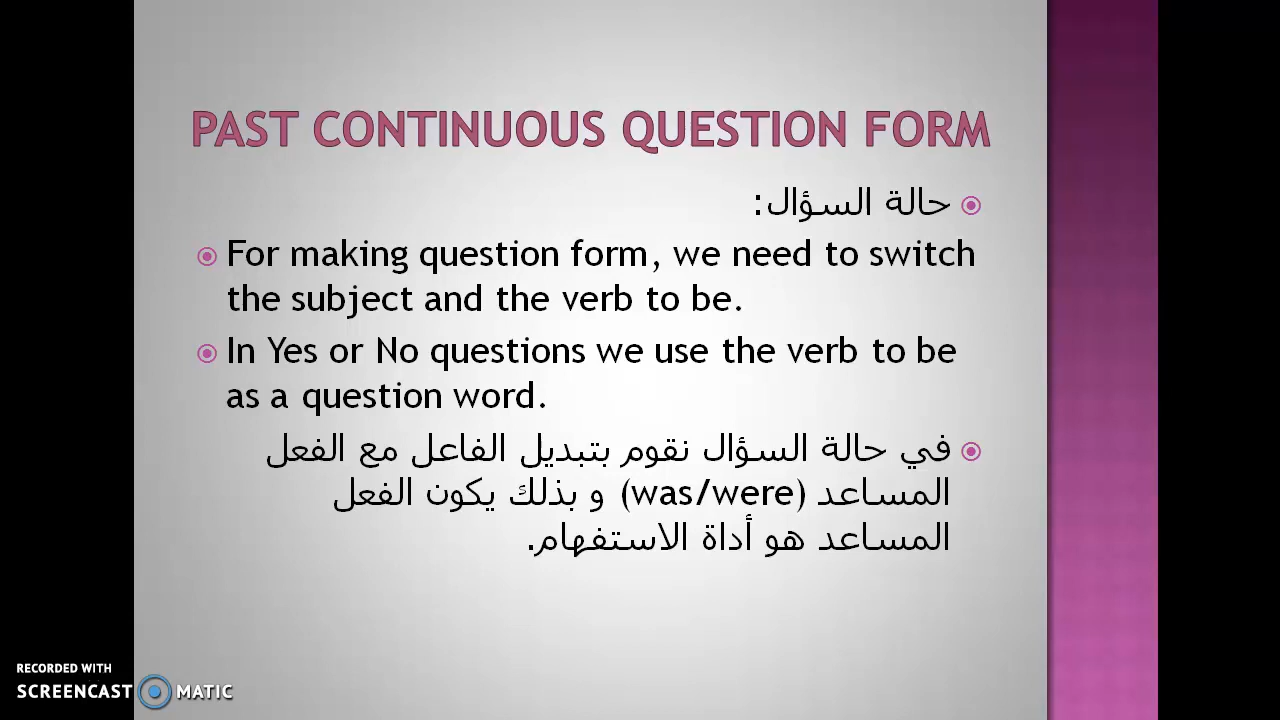 PAST CONTINUOUS QUESTION FORM
حالة السؤال:
For making question form, we need to switch
the subject and the verb to be.
In Yes or No questions we use the verb to be
as a question word.
في حالة السؤال نقوم بتبديل الفاعل مع الفعل
المساعد (was/were) و بذلك يكون الفعل
المساعد هو أداة الاستفهام.
RECORDED WITH
SCREENCAST MATIC